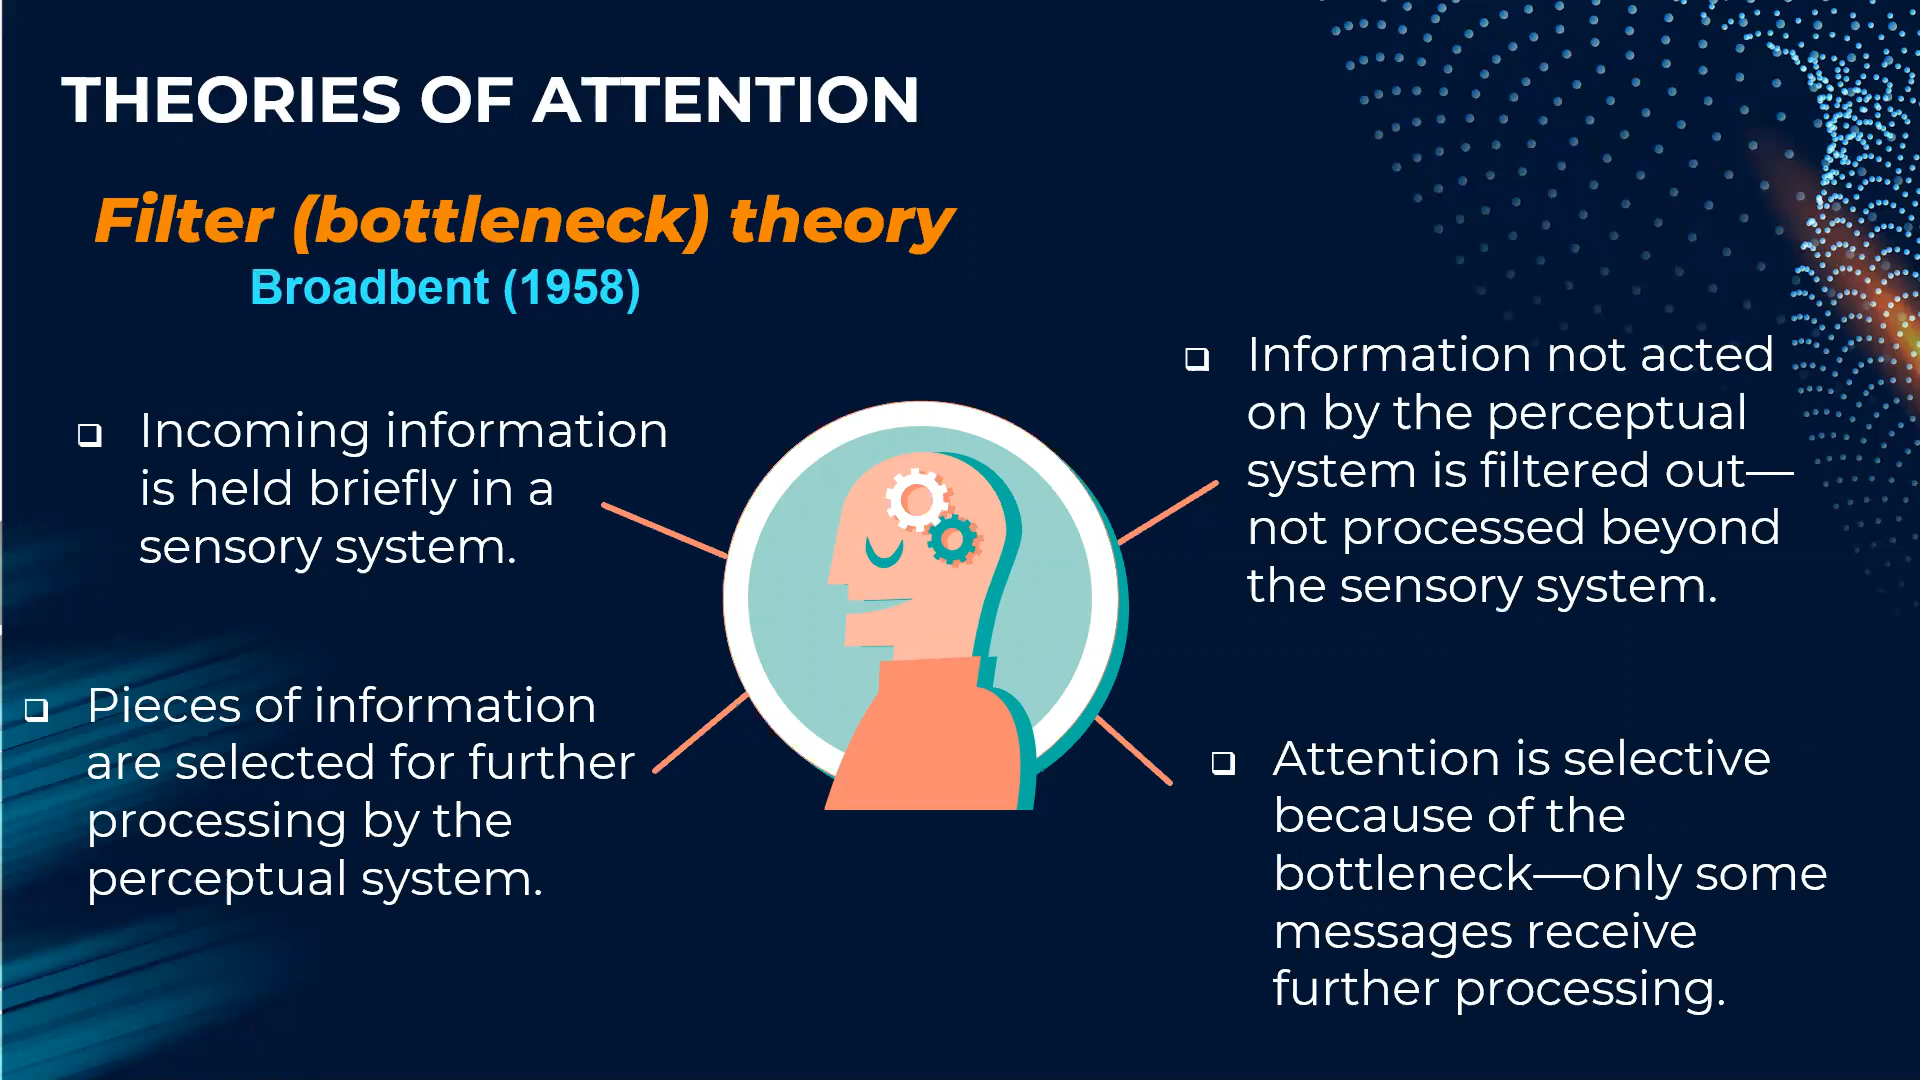 THEORIES OF ATTENTION
Filter (bottleneck) theory
Broadbent (1958)
❑ Incoming information
is held briefly in a
sensory system.
❑ Pieces of information
are selected for further
processing by the
perceptual system.
❑ Information not acted
on by the perceptual
system is filtered out—
not processed beyond
the sensory system.
❑ Attention is selective
because of the
bottleneck—only some
messages receive
further processing.